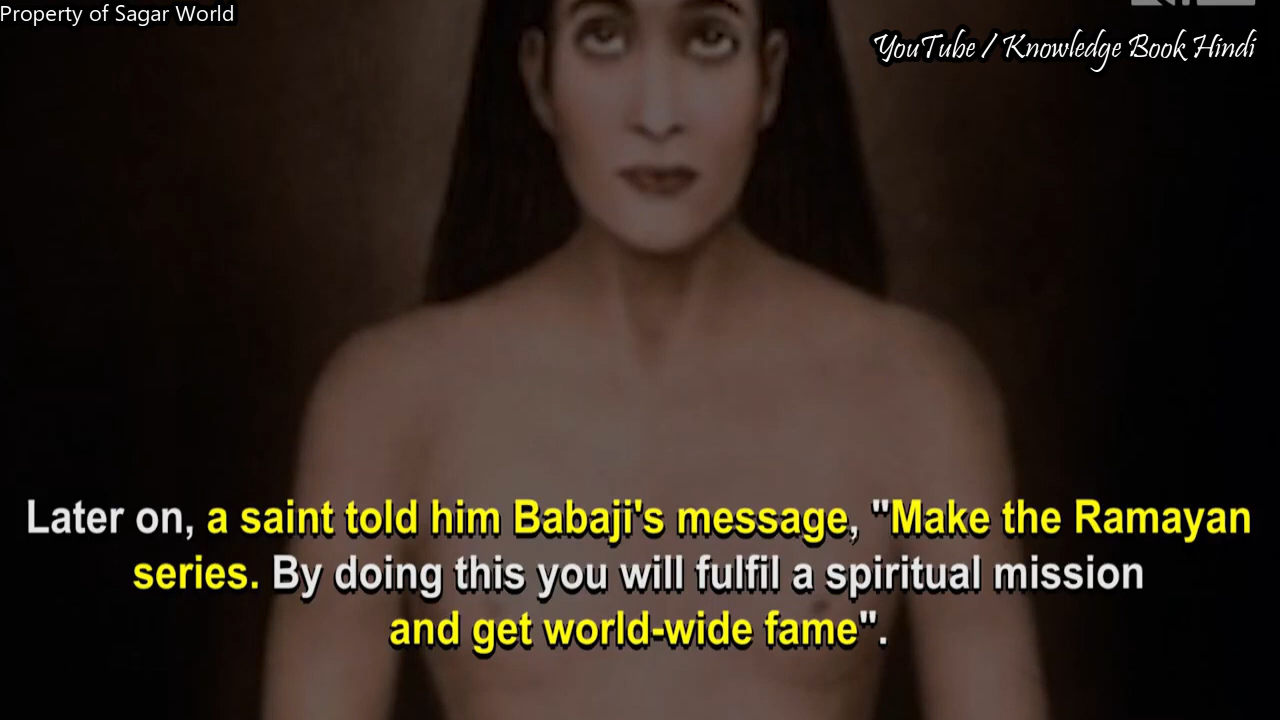 Property of Sagar World
YouTube / Knowledge Book Hindi
Later on, a saint told him Babaji's message, "Make the Ramayan
series. By doing this you will fulfil a spiritual mission
and get world-wide fame".